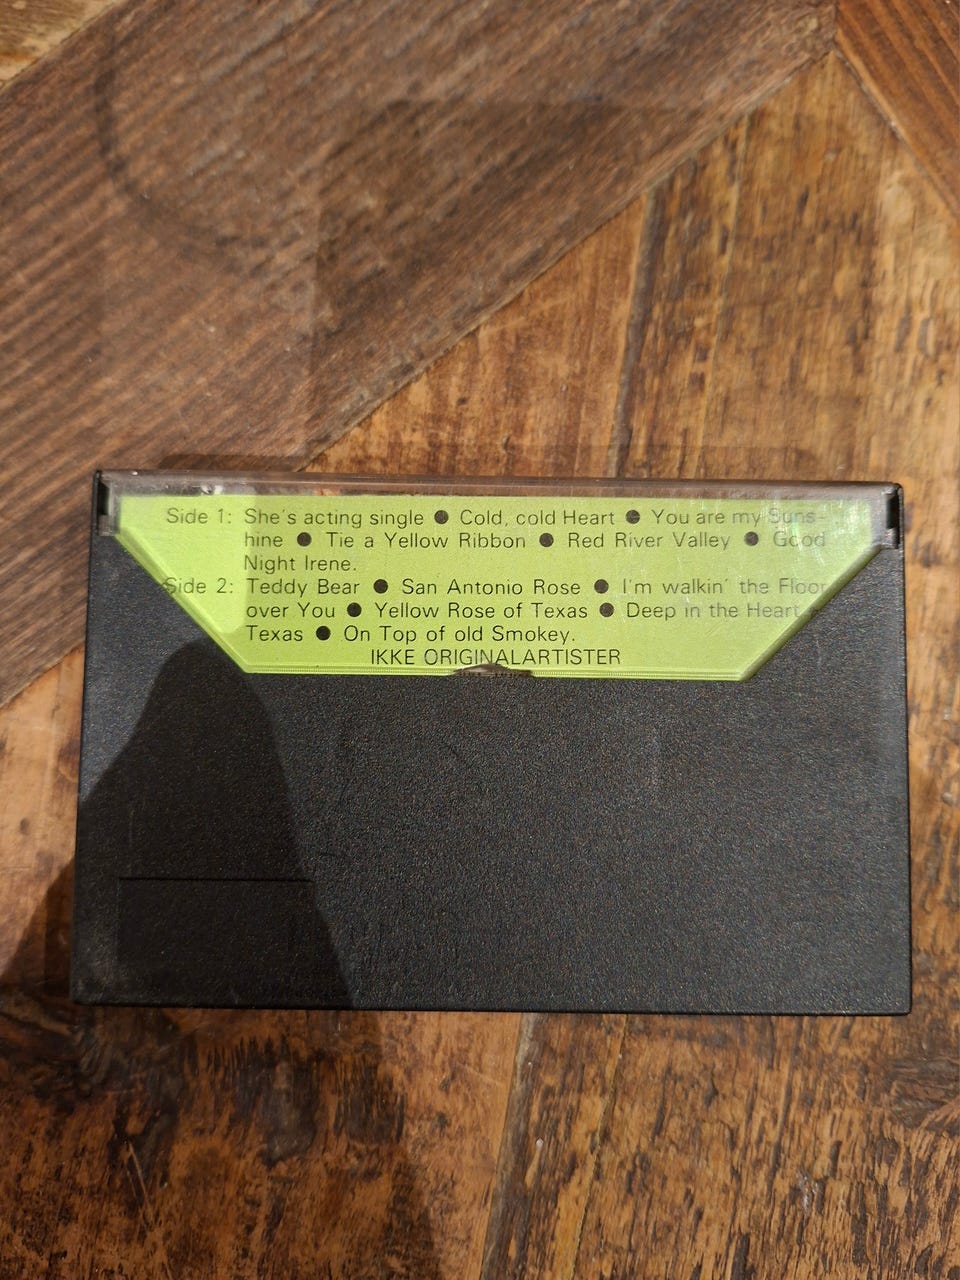 Side 1: She's acting single ● Cold, cold Heart ● You are my Suns-
hine ● Tie a Yellow Ribbon ● Red River Valley ● Good
Night Irene.
Side 2: Teddy Bear ● San Antonio Rose ● I'm walkin' the Floor
over You ● Yellow Rose of Texas ● Deep in the Heart
Texas ● On Top of old Smokey.
IKKE ORIGINALARTISTER